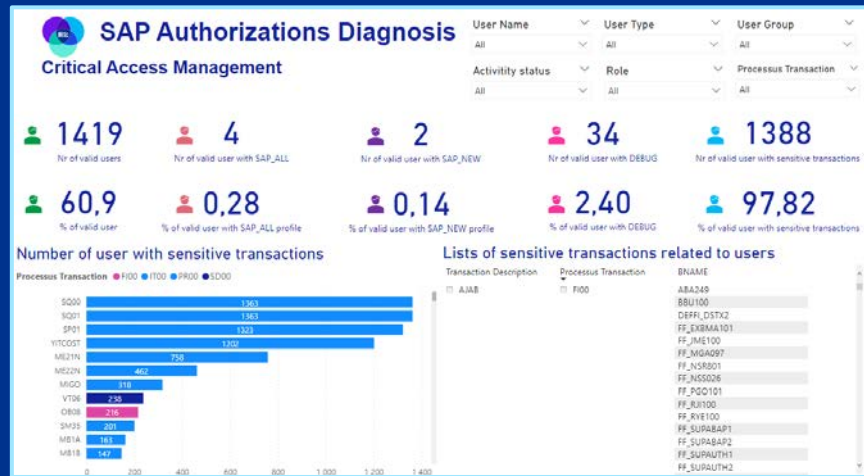 SAP Authorizations Diagnosis
Critical Access Management
User Name
All
User Type
All
User Group
All
Activitity status
All
Role
All
Processus Transaction
All
1419
Nr of valid users
4
Nr of valid user with SAP_ALL
2
Nr of valid user with SAP_NEW
34
Nr of valid user with DEBUG
1388
Nr of valid user with sensitive transactions
60,9
% of valid user
0,28
% of valid user with SAP_ALL profile
0,14
% of valid user with SAP_NEW profile
2,40
% of valid user with DEBUG
97,82
% of valid user with sensitive transactions
Number of user with sensitive transactions
Processus Transaction FI00 IT00 PR00 SD00
SQ00 1363
SQ01 1363
SP01 1323
YITCOST 1202
ME21N 758
ME22N 462
MIGO 318
VT06 238
OB08 216
SM35 201
MB1A 163
MB1B 147
0 200 400 600 800 1.000 1.200 1.400
Lists of sensitive transactions related to users
Transaction Description Processus Transaction BNAME
AJAB FI00 ABA249
BBU100
DEFFI_DSTX2
FF_EXBMA101
FF_JME100
FF_MGA097
FF_NSR801
FF_NSS026
FF_PGO101
FF_RJI100
FF_RYE100
FF_SUPABAP1
FF_SUPABAP2
FF_SUPAUTH1
FF_SUPAUTH2